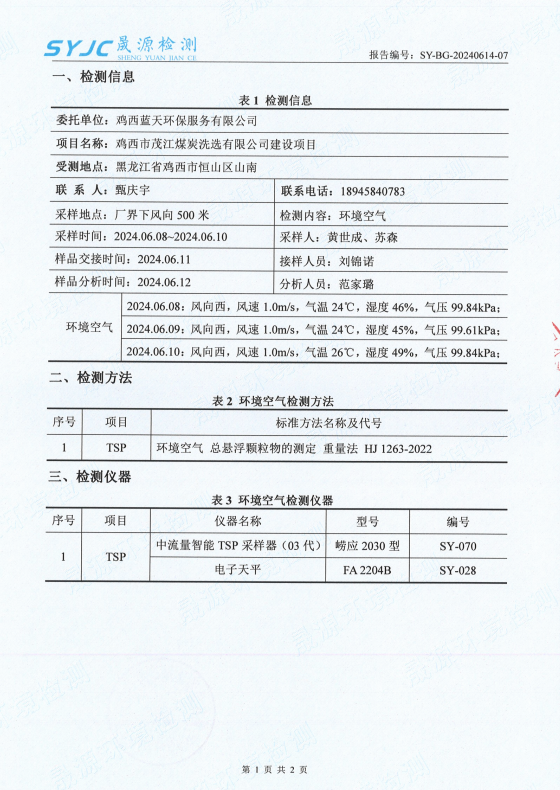 SYJC 晟源检测
SHENG YUAN JIAN CE
报告编号：SY-BG-20240614-07
一、检测信息
表 1 检测信息
委托单位：鸡西蓝天环保服务有限公司
项目名称：鸡西市茂江煤炭洗选有限公司建设项目
受测地点：黑龙江省鸡西市恒山区山南
联 系 人：甄庆宇 联系电话：18945840783
采样地点：厂界下风向 500 米 检测内容：环境空气
采样时间：2024.06.08~2024.06.10 采样人：黄世成、苏森
样品交接时间：2024.06.11 接样人员：刘锦诺
样品分析时间：2024.06.12 分析人员：范家璐
环境空气
2024.06.08：风向西，风速 1.0m/s，气温 24℃，湿度 46%，气压 99.84kPa；
2024.06.09：风向西，风速 1.0m/s，气温 24℃，湿度 45%，气压 99.61kPa；
2024.06.10：风向西，风速 1.0m/s，气温 26℃，湿度 49%，气压 99.84kPa；
二、检测方法
表 2 环境空气检测方法
序号 项目 标准方法名称及代号
1 TSP 环境空气 总悬浮颗粒物的测定 重量法 HJ 1263-2022
三、检测仪器
表 3 环境空气检测仪器
序号 项目 仪器名称 型号 编号
1 TSP 中流量智能 TSP 采样器（03 代） 崂应 2030 型 SY-070
电子天平 FA 2204B SY-028
第 1 页 共 2 页